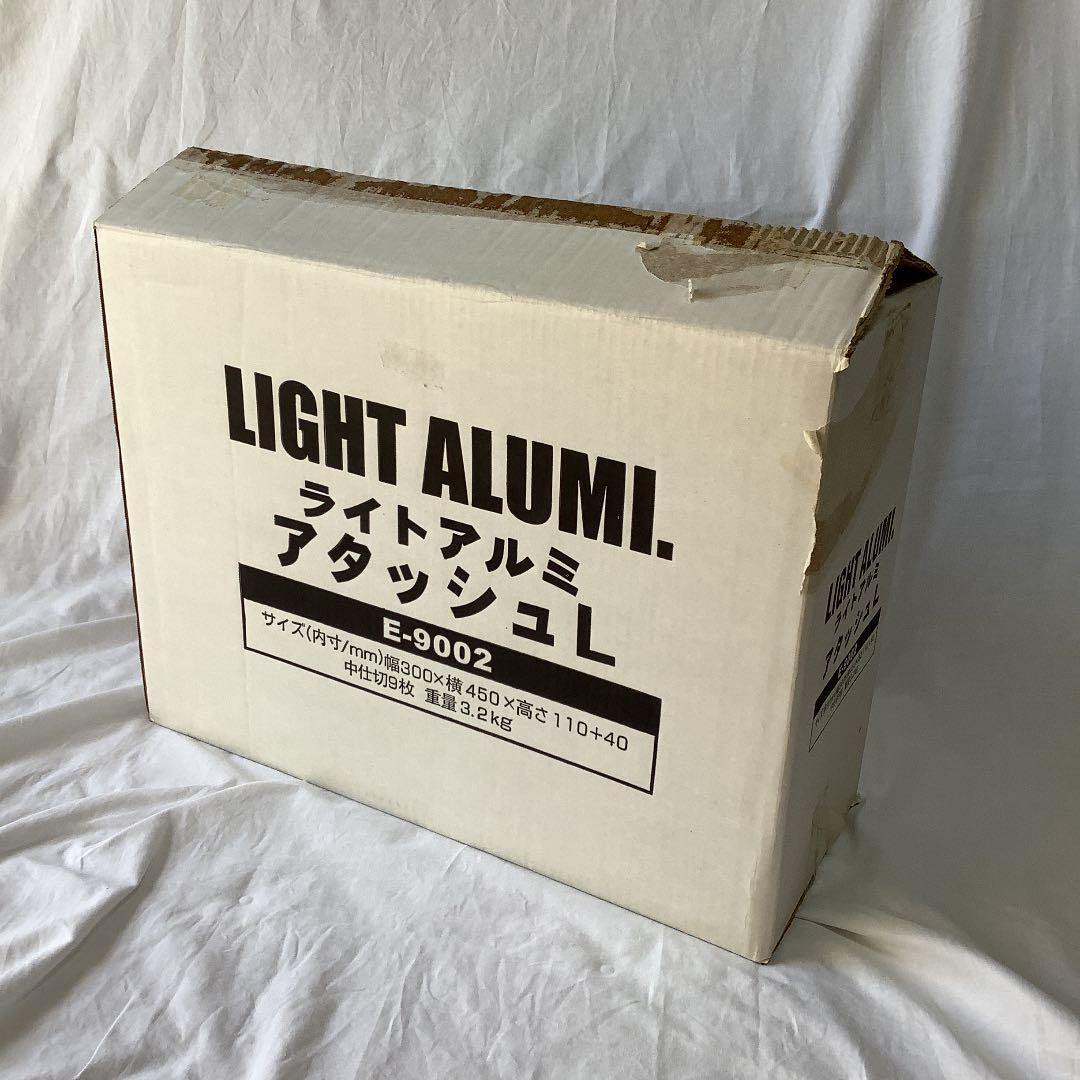 LIGHT ALUMI.
ライトアルミ
アタッシュL
E-9002
サイズ(内寸/mm)幅300×横450×高さ110+40
中仕切9枚 重量3.2kg
LIGHT ALUMI.
ライトアルミ
アタッシュL
E-9002